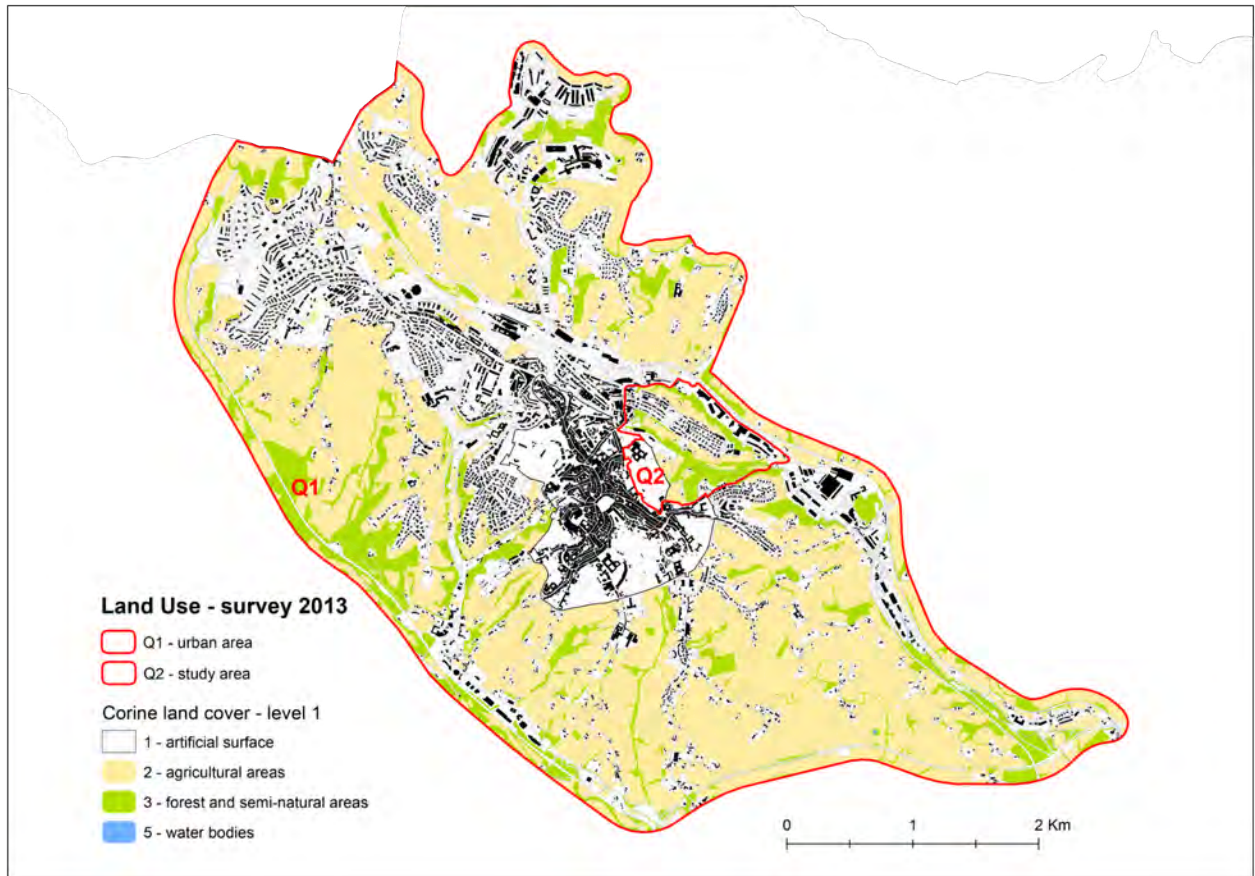 Q1
Q2
Land Use - survey 2013
Q1 - urban area
Q2 - study area
Corine land cover - level 1
1 - artificial surface
2 - agricultural areas
3 - forest and semi-natural areas
5 - water bodies
0 1 2 Km